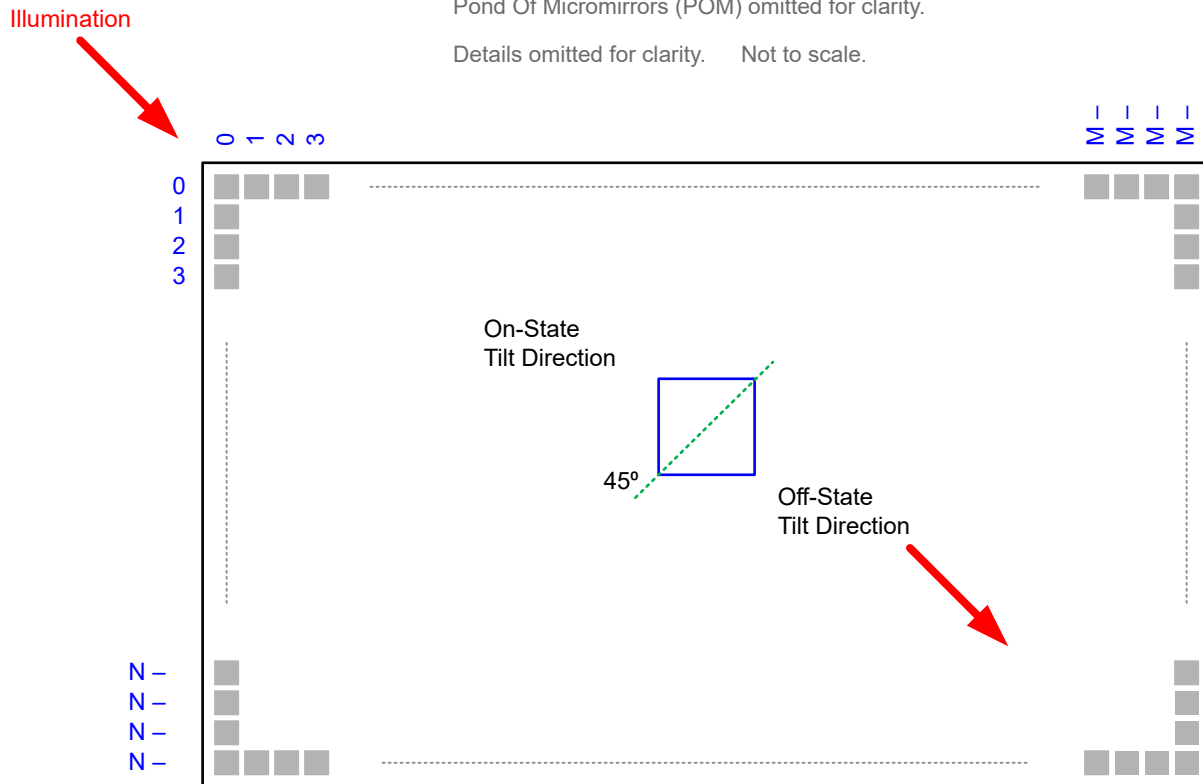 Illumination
Pond Of Micromirrors (POM) omitted for clarity.
Details omitted for clarity. Not to scale.
0 1 2 3
M – M – M – M –
0
1
2
3
On-State
Tilt Direction
45º
Off-State
Tilt Direction
N –
N –
N –
N –